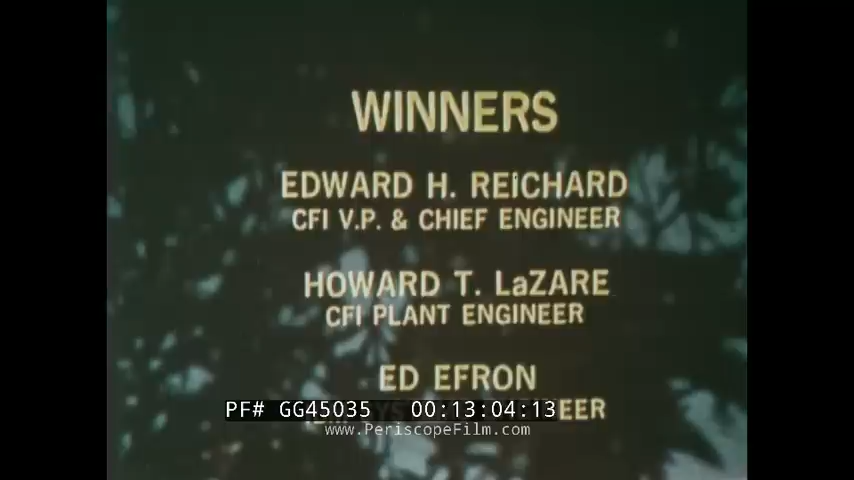 WINNERS
EDWARD H. REICHARD
CFI V.P. & CHIEF ENGINEER
HOWARD T. LaZARE
CFI PLANT ENGINEER
ED EFRON
PF# GG45035 00:13:04:13
www.PeriscopeFilm.com